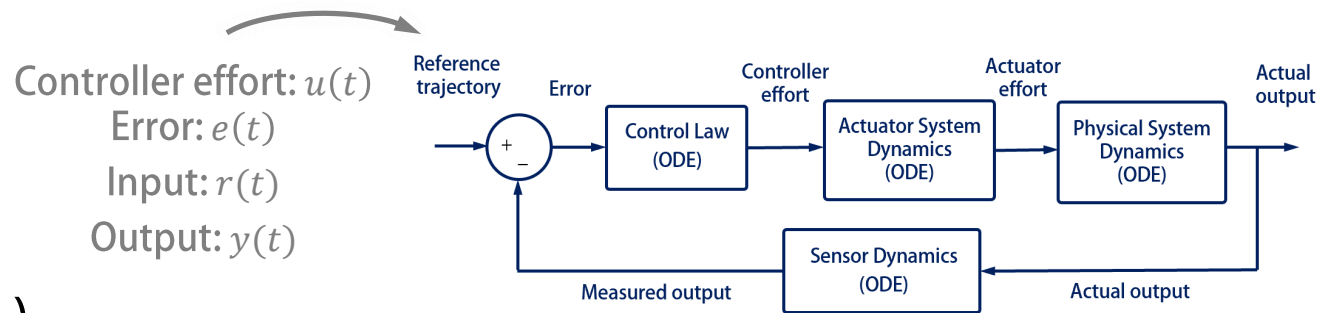 Controller effort: u(t)
Error: e(t)
Input: r(t)
Output: y(t)
)
Reference
trajectory
Error
Controller
effort
Actuator
effort
Actual
output
+
−
Control Law
(ODE)
Actuator System
Dynamics
(ODE)
Physical System
Dynamics
(ODE)
Sensor Dynamics
(ODE)
Measured output
Actual output